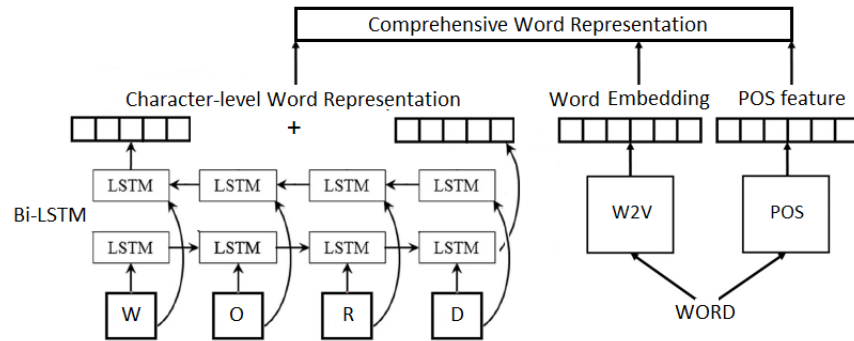 Comprehensive Word Representation
Character-level Word Representation
Word Embedding
POS feature
+
LSTM LSTM LSTM LSTM
Bi-LSTM
W2V
POS
LSTM LSTM LSTM LSTM
W O R D
WORD